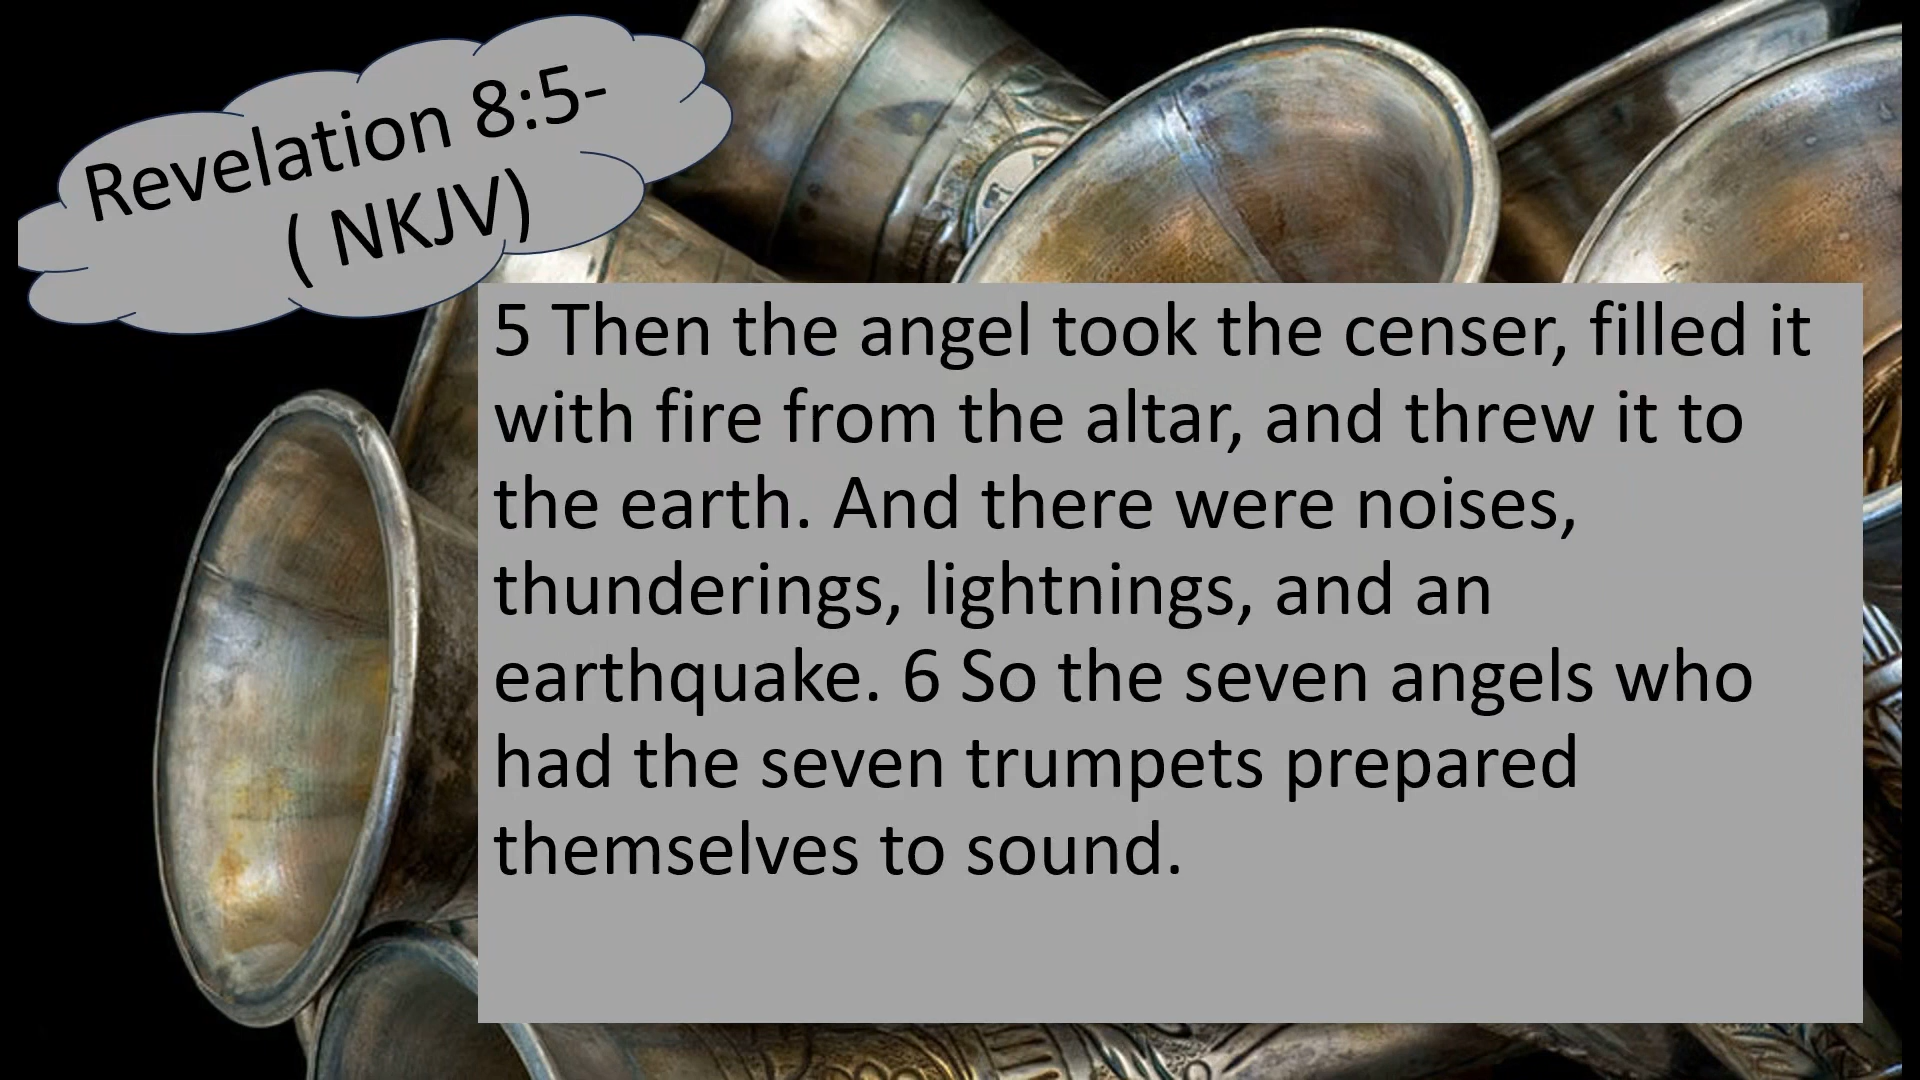 Revelation 8:5-
( NKJV)
5 Then the angel took the censer, filled it
with fire from the altar, and threw it to
the earth. And there were noises,
thunderings, lightnings, and an
earthquake. 6 So the seven angels who
had the seven trumpets prepared
themselves to sound.